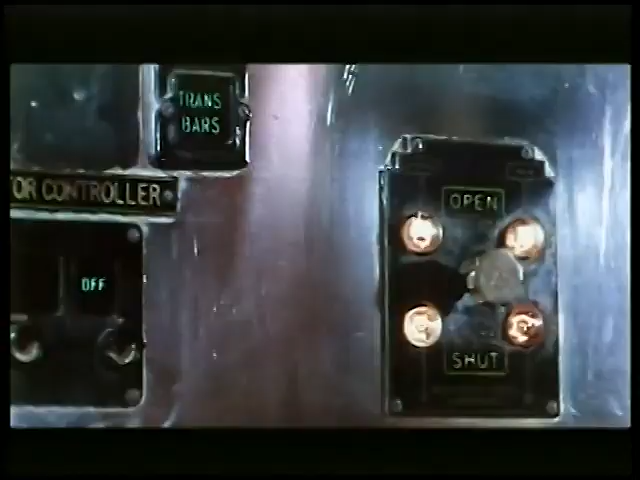 TRANS
BARS
OR CONTROLLER
OFF
OPEN
SHUT